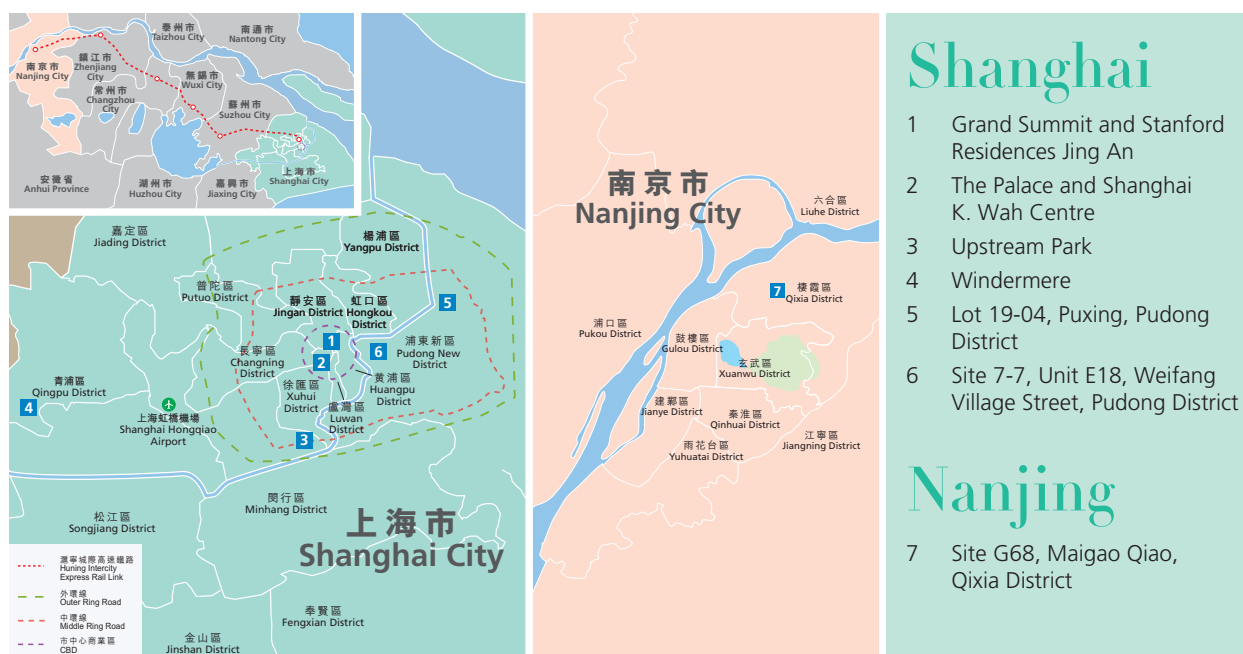 泰州市
Taizhou City
南通市
Nantong City
南京市
Nanjing City
鎮江市
Zhenjiang
City
無錫市
Wuxi City
常州市
Changzhou
City
蘇州市
Suzhou City
安徽省
Anhui Province
湖州市
Huzhou City
嘉興市
Jiaxing City
上海市
Shanghai City
嘉定區
Jiading District
楊浦區
Yangpu District
普陀區
Putuo District
靜安區
Jingan District
虹口區
Hongkou
District
5
1
6
浦東新區
Pudong New
District
長寧區
Changning
District
2
黄浦區
Huangpu
District
徐匯區
Xuhui
District
盧灣區
Luwan
District
青浦區
Qingpu District
4
上海虹橋機場
Shanghai Hongqiao
Airport
3
閔行區
Minhang District
松江區
Songjiang District
上海市
Shanghai City
奉賢區
Fengxian District
金山區
Jinshan District
滬寧城際高速鐵路
Huning Intercity
Express Rail Link
外環線
Outer Ring Road
中環線
Middle Ring Road
市中心商業區
CBD
南京市
Nanjing City
六合區
Liuhe District
7
棲霞區
Qixia District
浦口區
Pukou District
鼓樓區
Gulou District
玄武區
Xuanwu District
建鄴區
Jianye District
秦淮區
Qinhuai District
雨花台區
Yuhuatai District
江寧區
Jiangning District
Shanghai
1 Grand Summit and Stanford
Residences Jing An
2 The Palace and Shanghai
K. Wah Centre
3 Upstream Park
4 Windermere
5 Lot 19-04, Puxing, Pudong
District
6 Site 7-7, Unit E18, Weifang
Village Street, Pudong District
Nanjing
7 Site G68, Maigao Qiao,
Qixia District